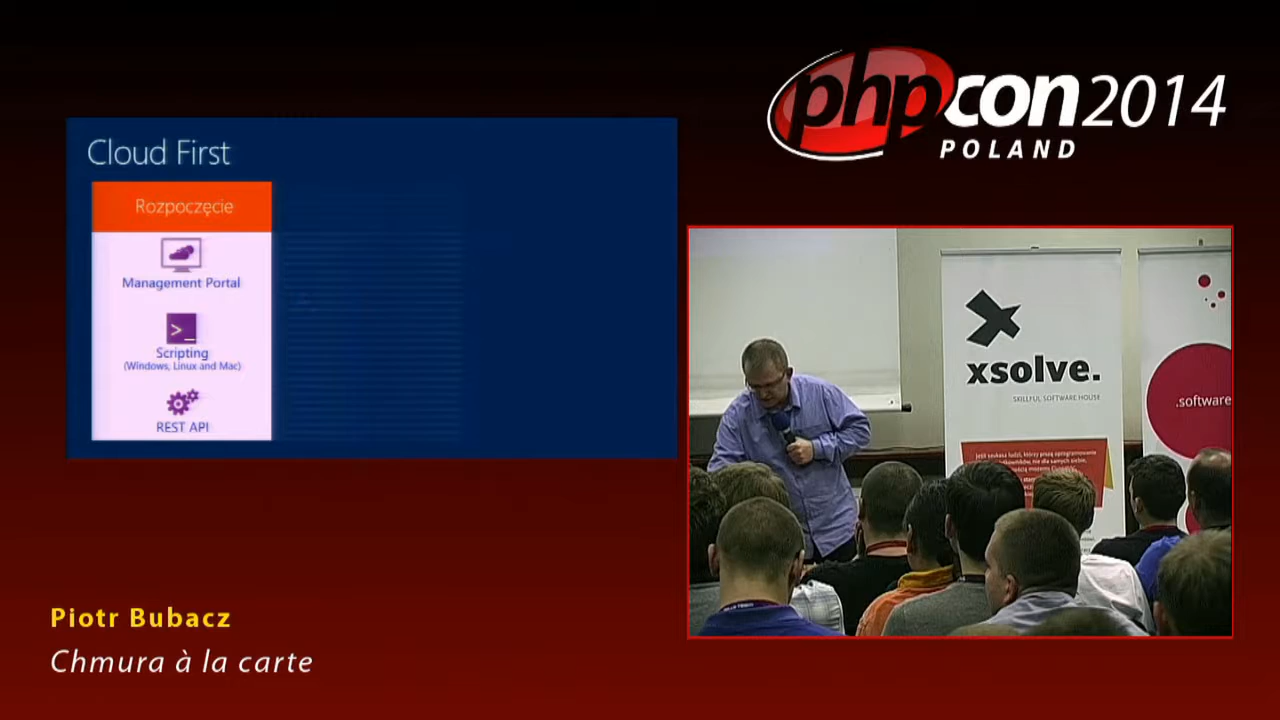 phpcon2014
POLAND
Cloud First
Rozpoczęcie
Management Portal
>_
Scripting
(Windows, Linux and Mac)
REST API
xsolve.
SKILLFUL SOFTWARE HOUSE
.software
Piotr Bubacz
Chmura à la carte